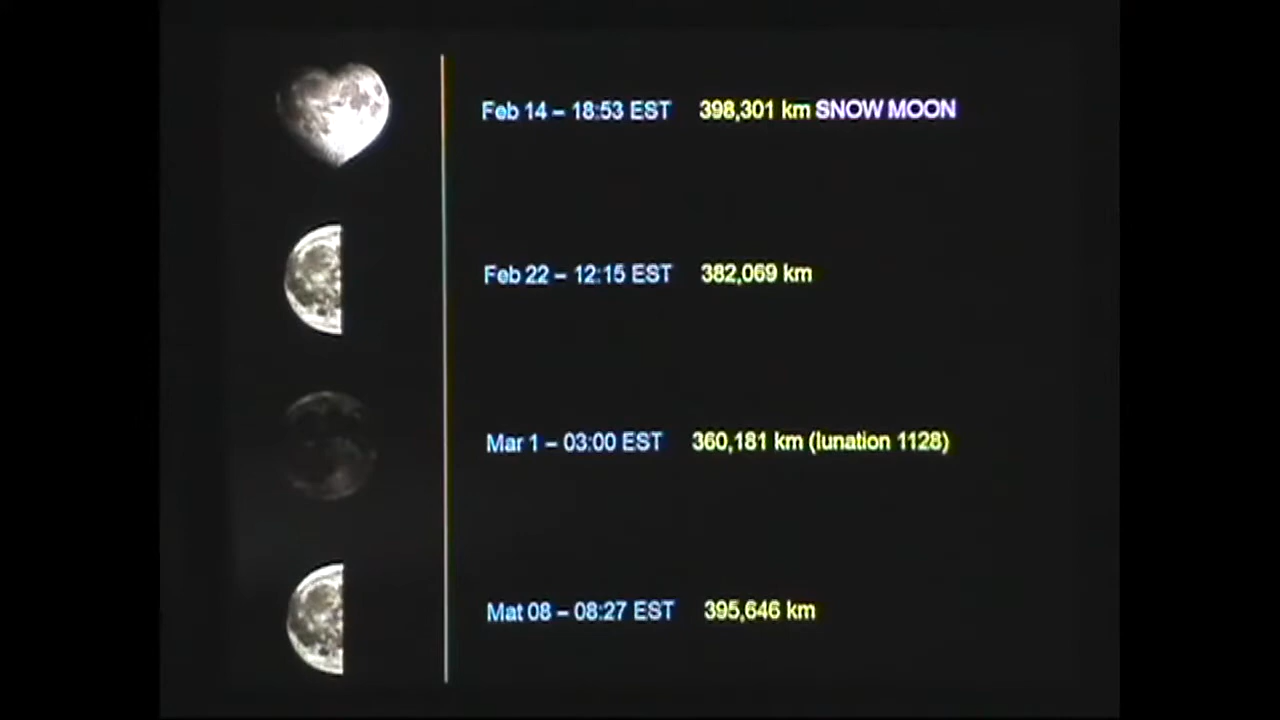 Feb 14 – 18:53 EST 398,301 km SNOW MOON
Feb 22 – 12:15 EST 382,069 km
Mar 1 – 03:00 EST 360,181 km (lunation 1128)
Mat 08 – 08:27 EST 395,646 km